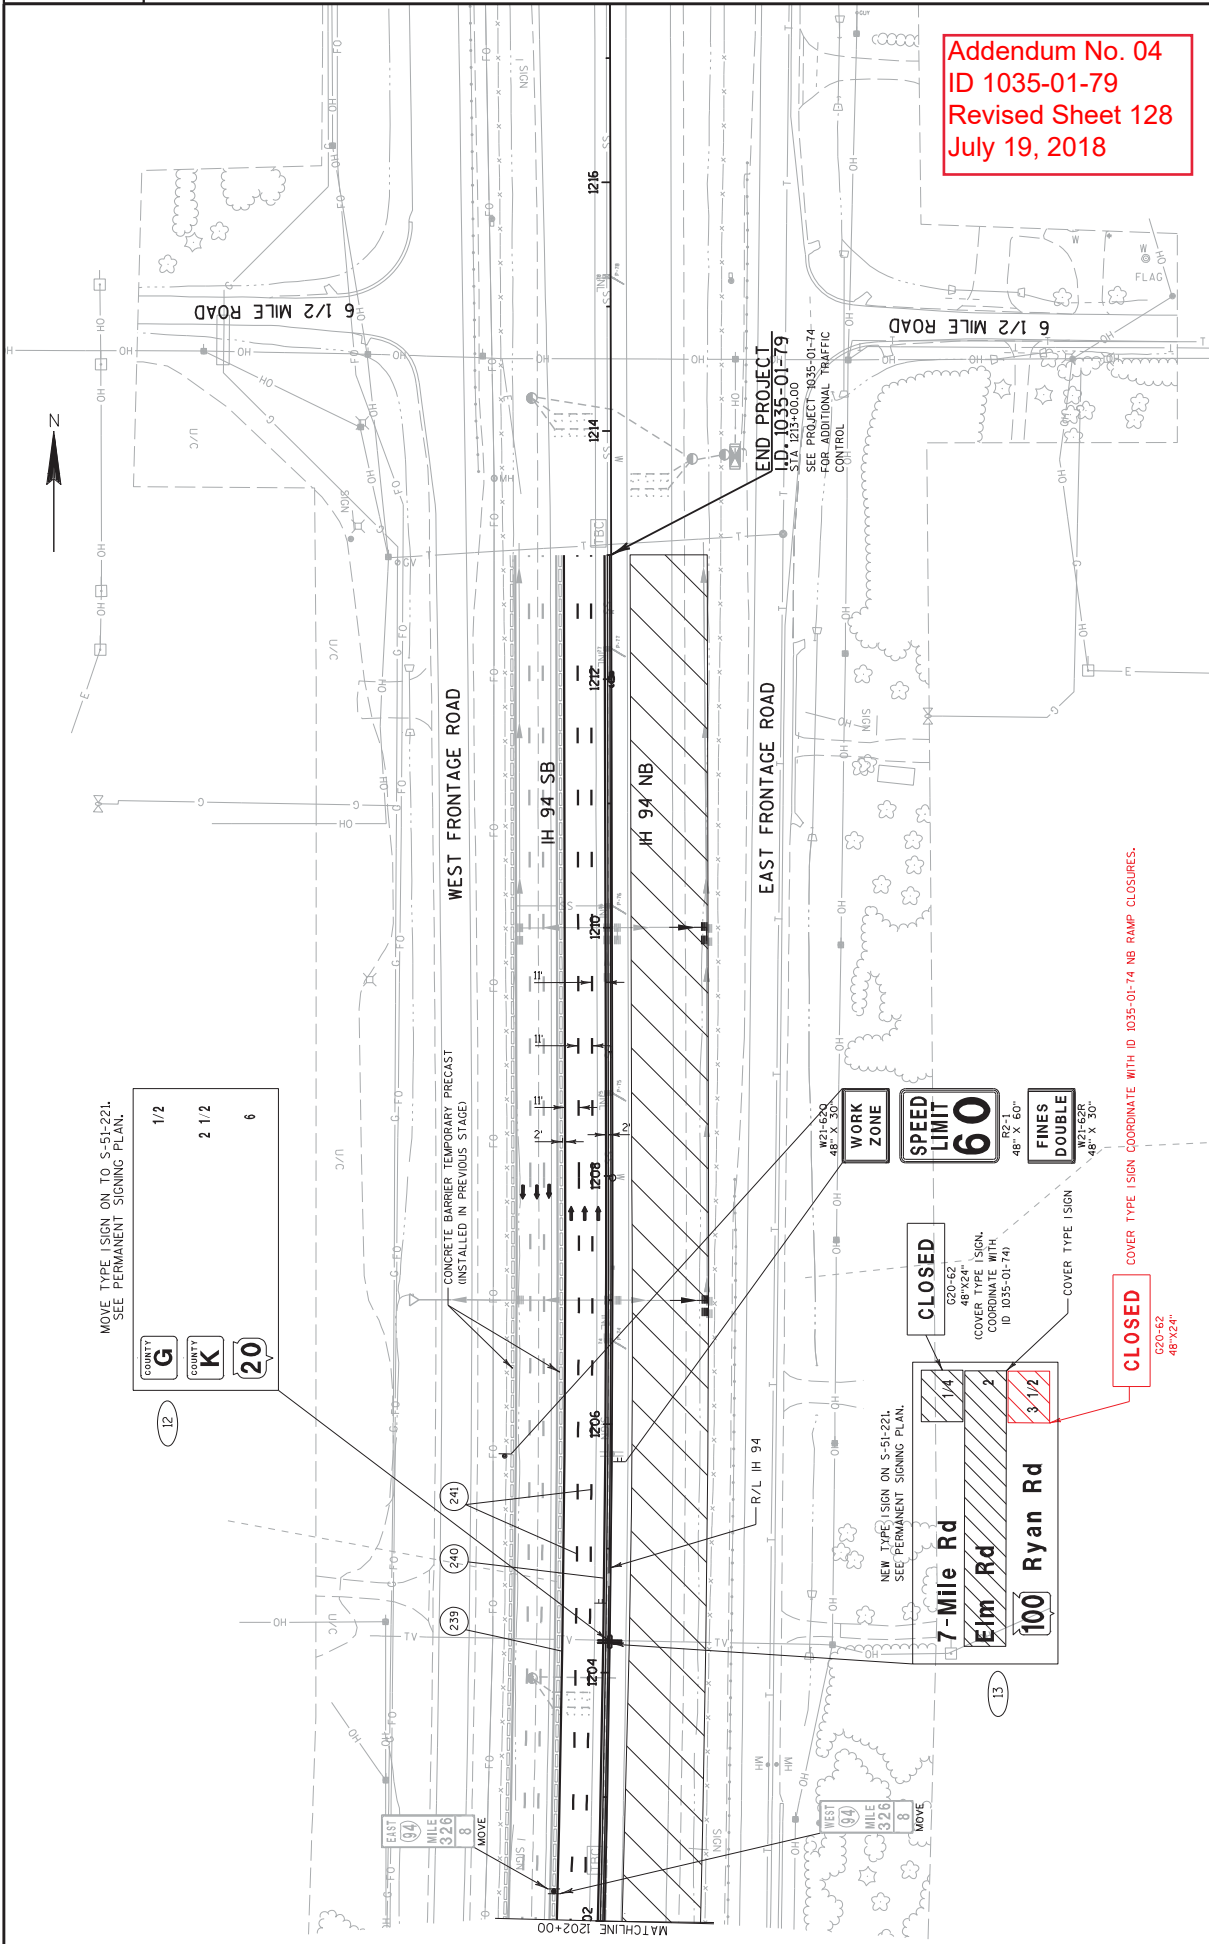 Addendum No. 04
ID 1035-01-79
Revised Sheet 128
July 19, 2018
1216
6 1/2 MILE ROAD
6 1/2 MILE ROAD
FLAG
N
END PROJECT
I.D. 1035-01-79
STA 1213+00.00
SEE PROJECT 1035-01-74
FOR ADDITIONAL TRAFFIC
CONTROL
1214
TBC
1212
WEST FRONTAGE ROAD
IH 94 SB
IH 94 NB
EAST FRONTAGE ROAD
1210
11'
11'
11'
2'
2'
1208
CONCRETE BARRIER TEMPORARY PRECAST
(INSTALLED IN PREVIOUS STAGE)
MOVE TYPE I SIGN ON TO S-51-221.
SEE PERMANENT SIGNING PLAN.
COUNTY
G
1/2
COUNTY
K
2 1/2
20
6
12
W21-62O
48" X 30"
WORK
ZONE
SPEED
LIMIT
60
R2-1
48" X 60"
FINES
DOUBLE
W21-62R
48" X 30"
CLOSED
G20-62
48"X24"
(COVER TYPE I SIGN.
COORDINATE WITH
ID 1035-01-74)
COVER TYPE I SIGN
COVER TYPE I SIGN COORDINATE WITH ID 1035-01-74 NB RAMP CLOSURES.
CLOSED
G20-62
48"X24"
1206
R/L IH 94
NEW TYPE I SIGN ON S-51-221.
SEE PERMANENT SIGNING PLAN.
7-Mile Rd
1/4
Elm Rd
2
100
Ryan Rd
3 1/2
13
241
240
239
1204
EAST
94
MILE
326
8
MOVE
WEST
94
MILE
326
8
MOVE
TBC
SIGN
SIGN
02
MATCHLINE 1202+00